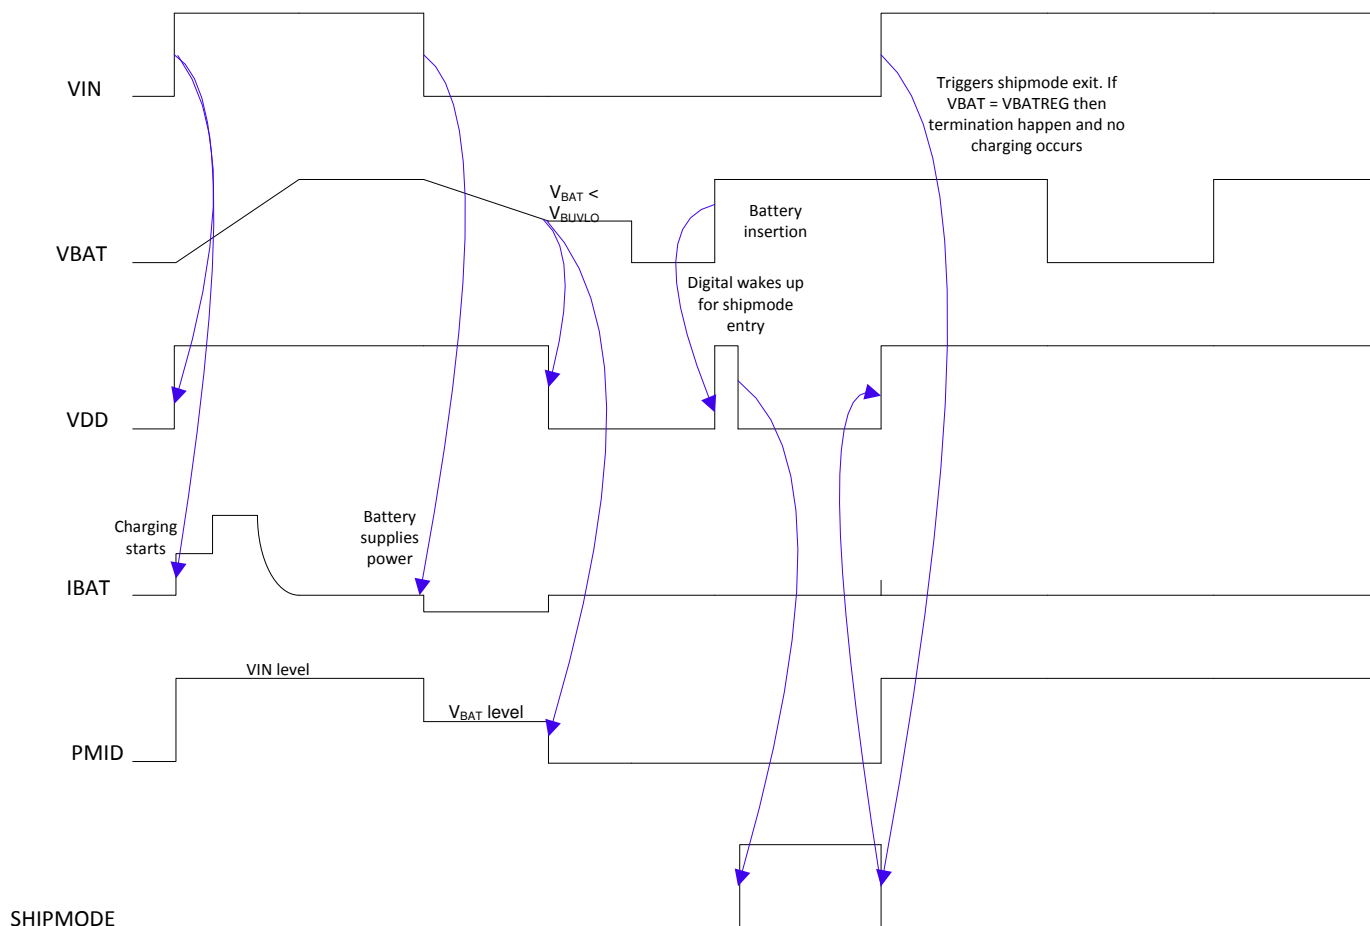 Triggers shipmode exit. If
VBAT = VBATREG then
termination happen and no
charging occurs
VIN
VBAT <
VBUVLO
Battery
insertion
VBAT
Digital wakes up
for shipmode
entry
VDD
Charging
starts
Battery
supplies
power
IBAT
VIN level
VBAT level
PMID
SHIPMODE